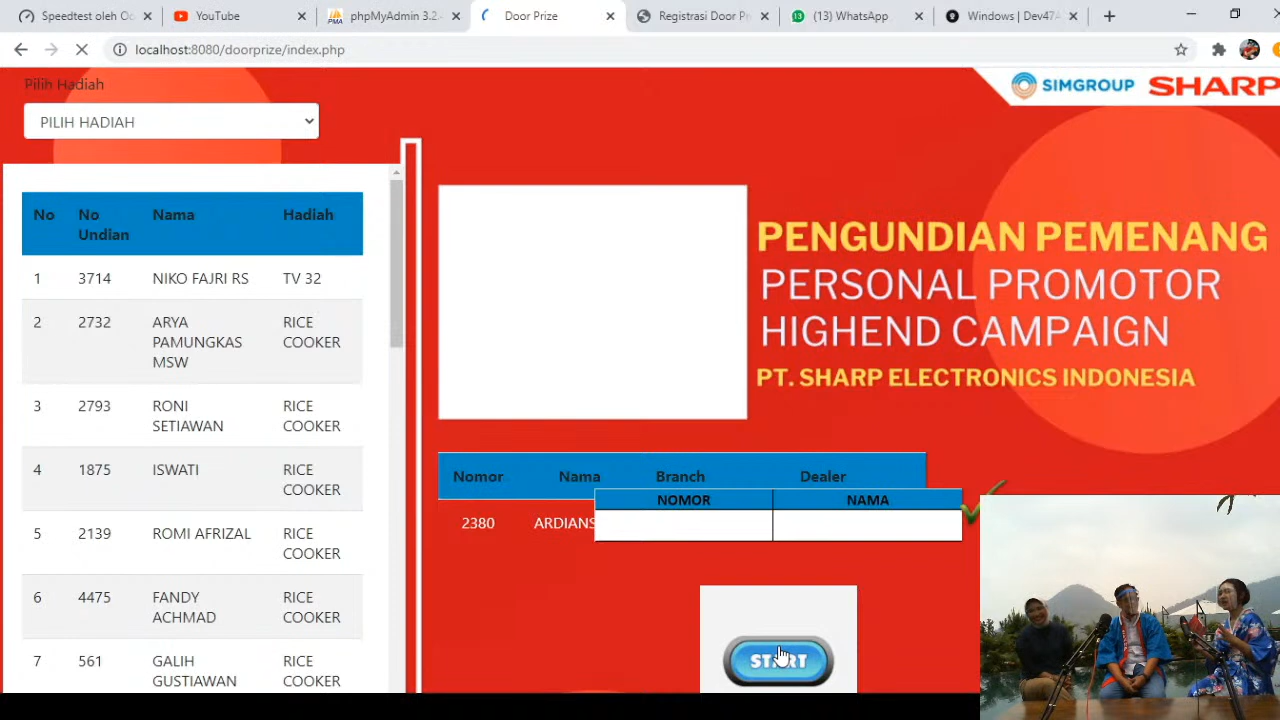 Speedtest oleh Oo
YouTube
phpMyAdmin 3.2.
Door Prize
Registrasi Door Pr
(13) WhatsApp
Windows | Dev47A
localhost:8080/doorprize/index.php
Pilih Hadiah
PILIH HADIAH
SIMGROUP SHARP
No No Undian Nama Hadiah
1 3714 NIKO FAJRI RS TV 32
2 2732 ARYA PAMUNGKAS MSW RICE COOKER
3 2793 RONI SETIAWAN RICE COOKER
4 1875 ISWATI RICE COOKER
5 2139 ROMI AFRIZAL RICE COOKER
6 4475 FANDY ACHMAD RICE COOKER
7 561 GALIH GUSTIAWAN RICE COOKER
PENGUNDIAN PEMENANG
PERSONAL PROMOTOR
HIGHEND CAMPAIGN
PT. SHARP ELECTRONICS INDONESIA
Nomor Nama Branch Dealer
NOMOR NAMA
2380 ARDIANS
START